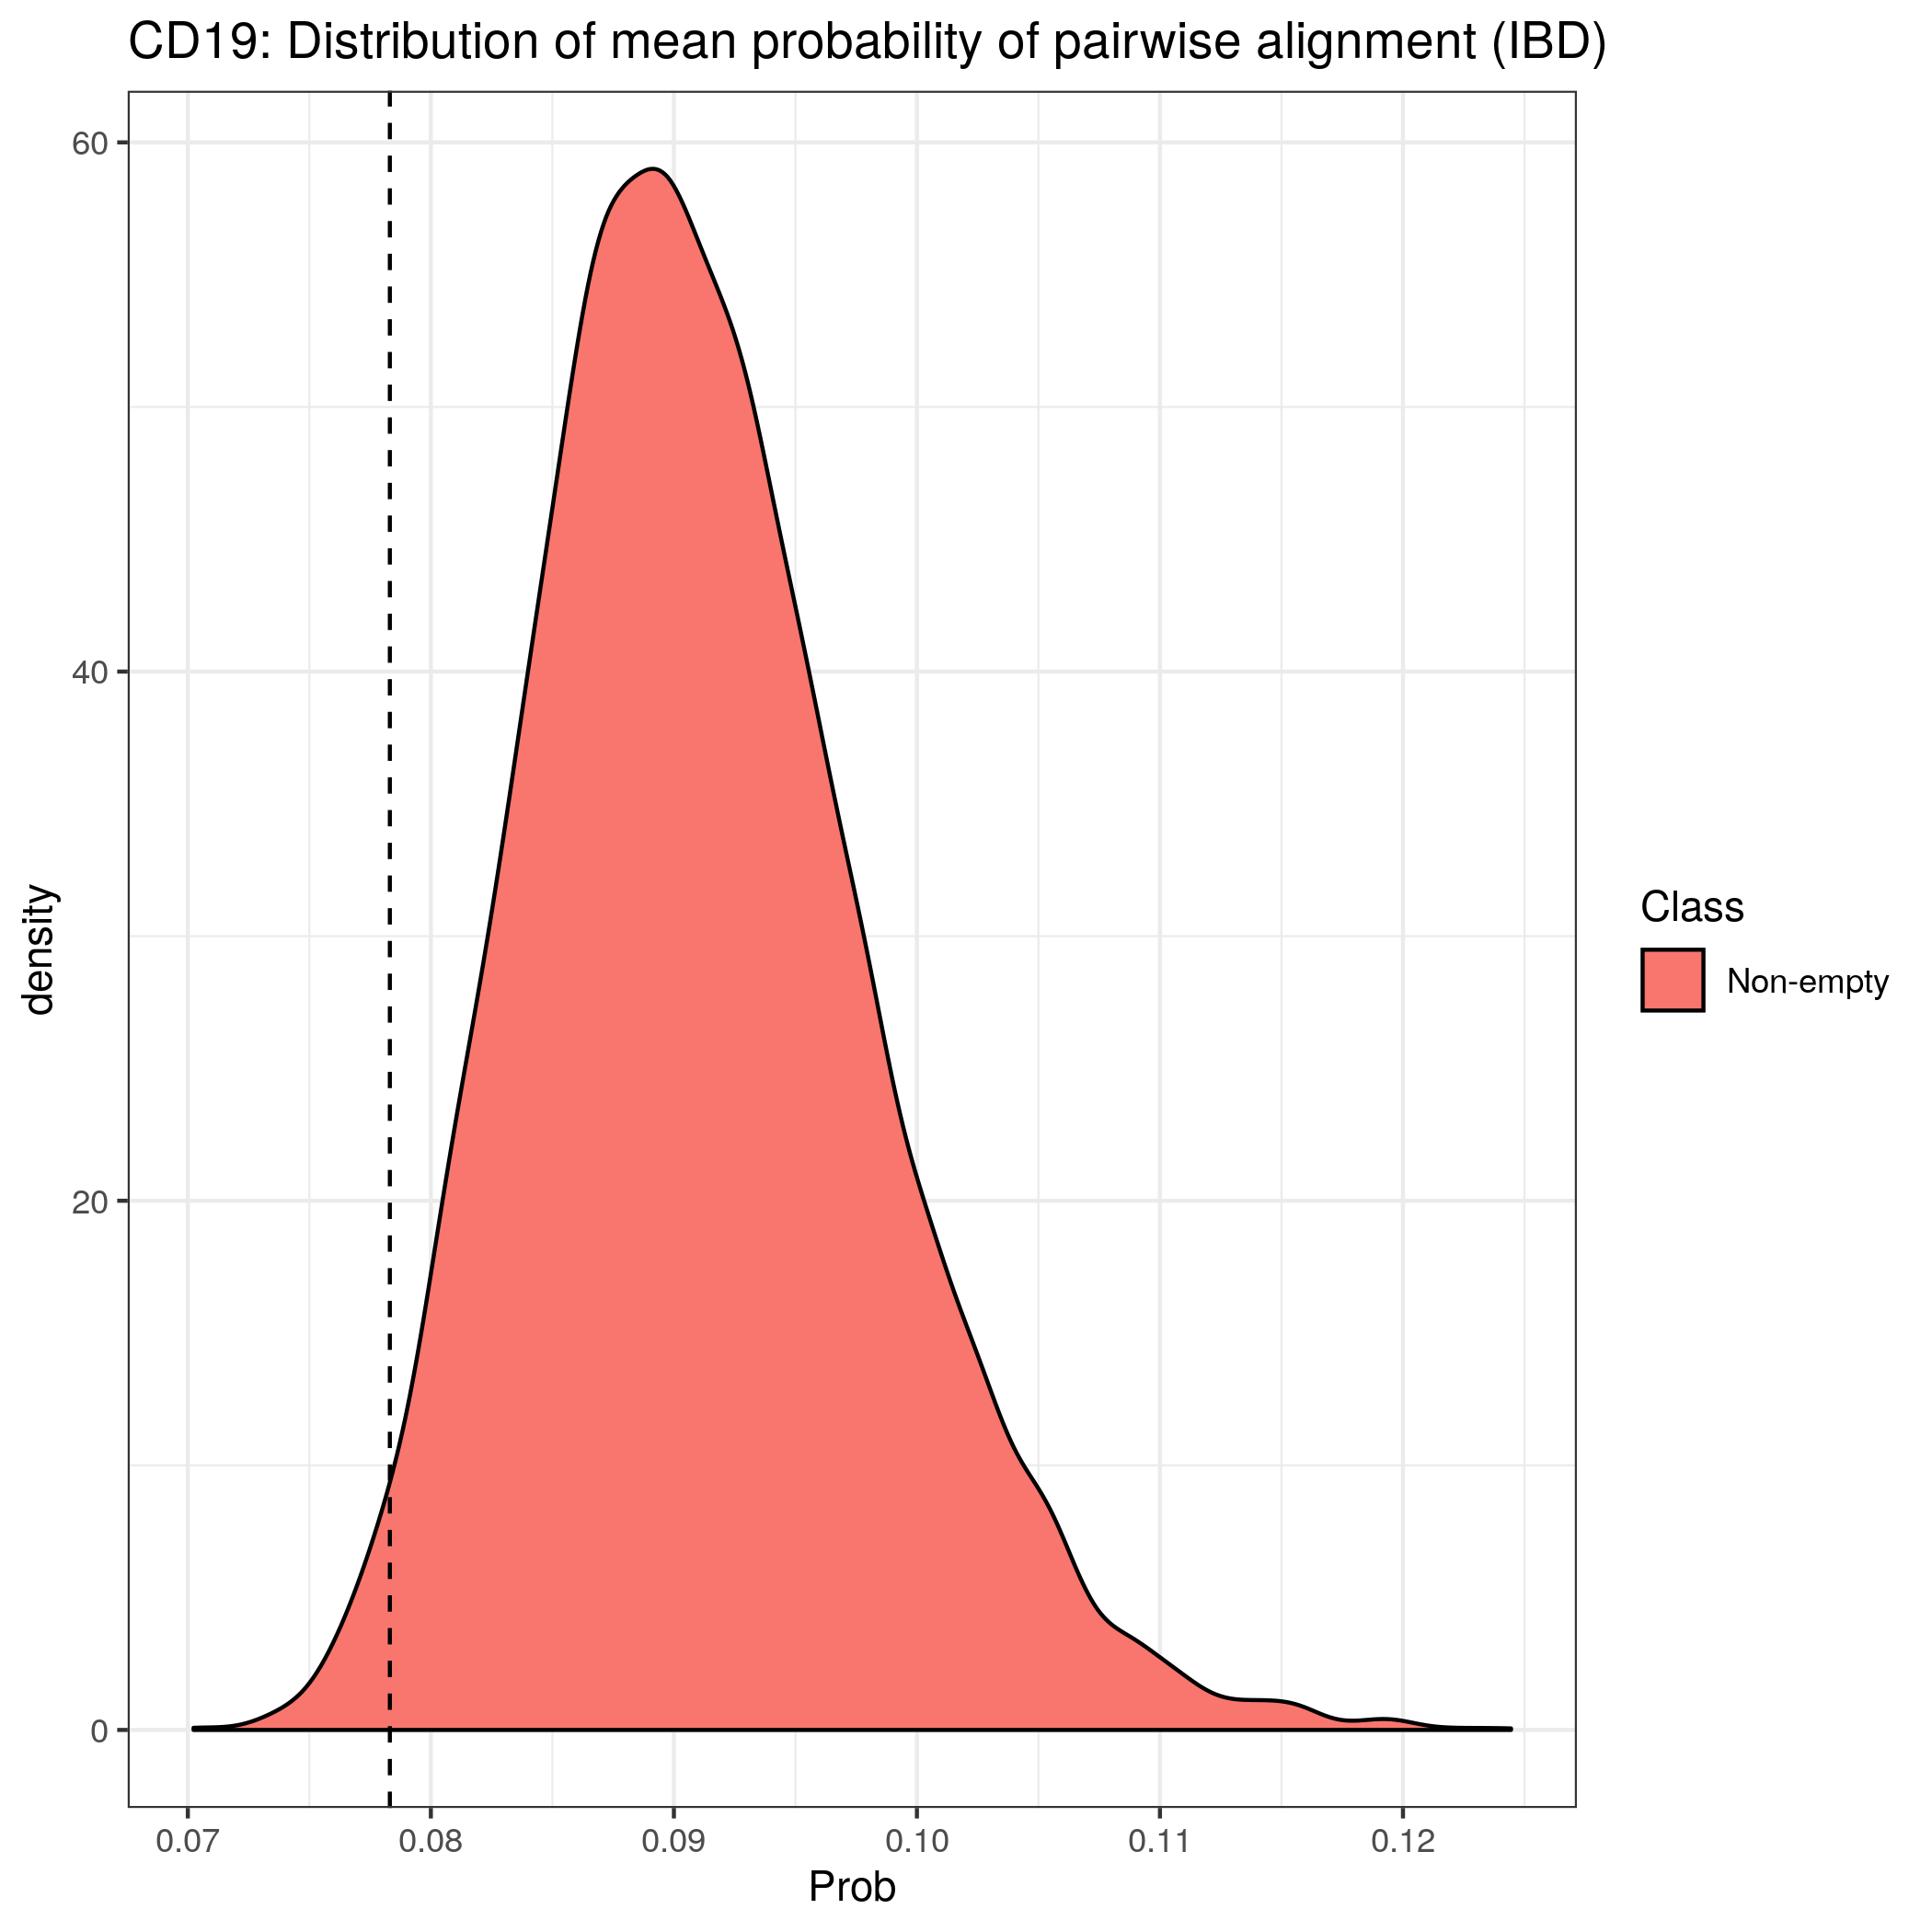 CD19: Distribution of mean probability of pairwise alignment (IBD)
60
40
20
0
density
0.07 0.08 0.09 0.10 0.11 0.12
Prob
Class
Non-empty